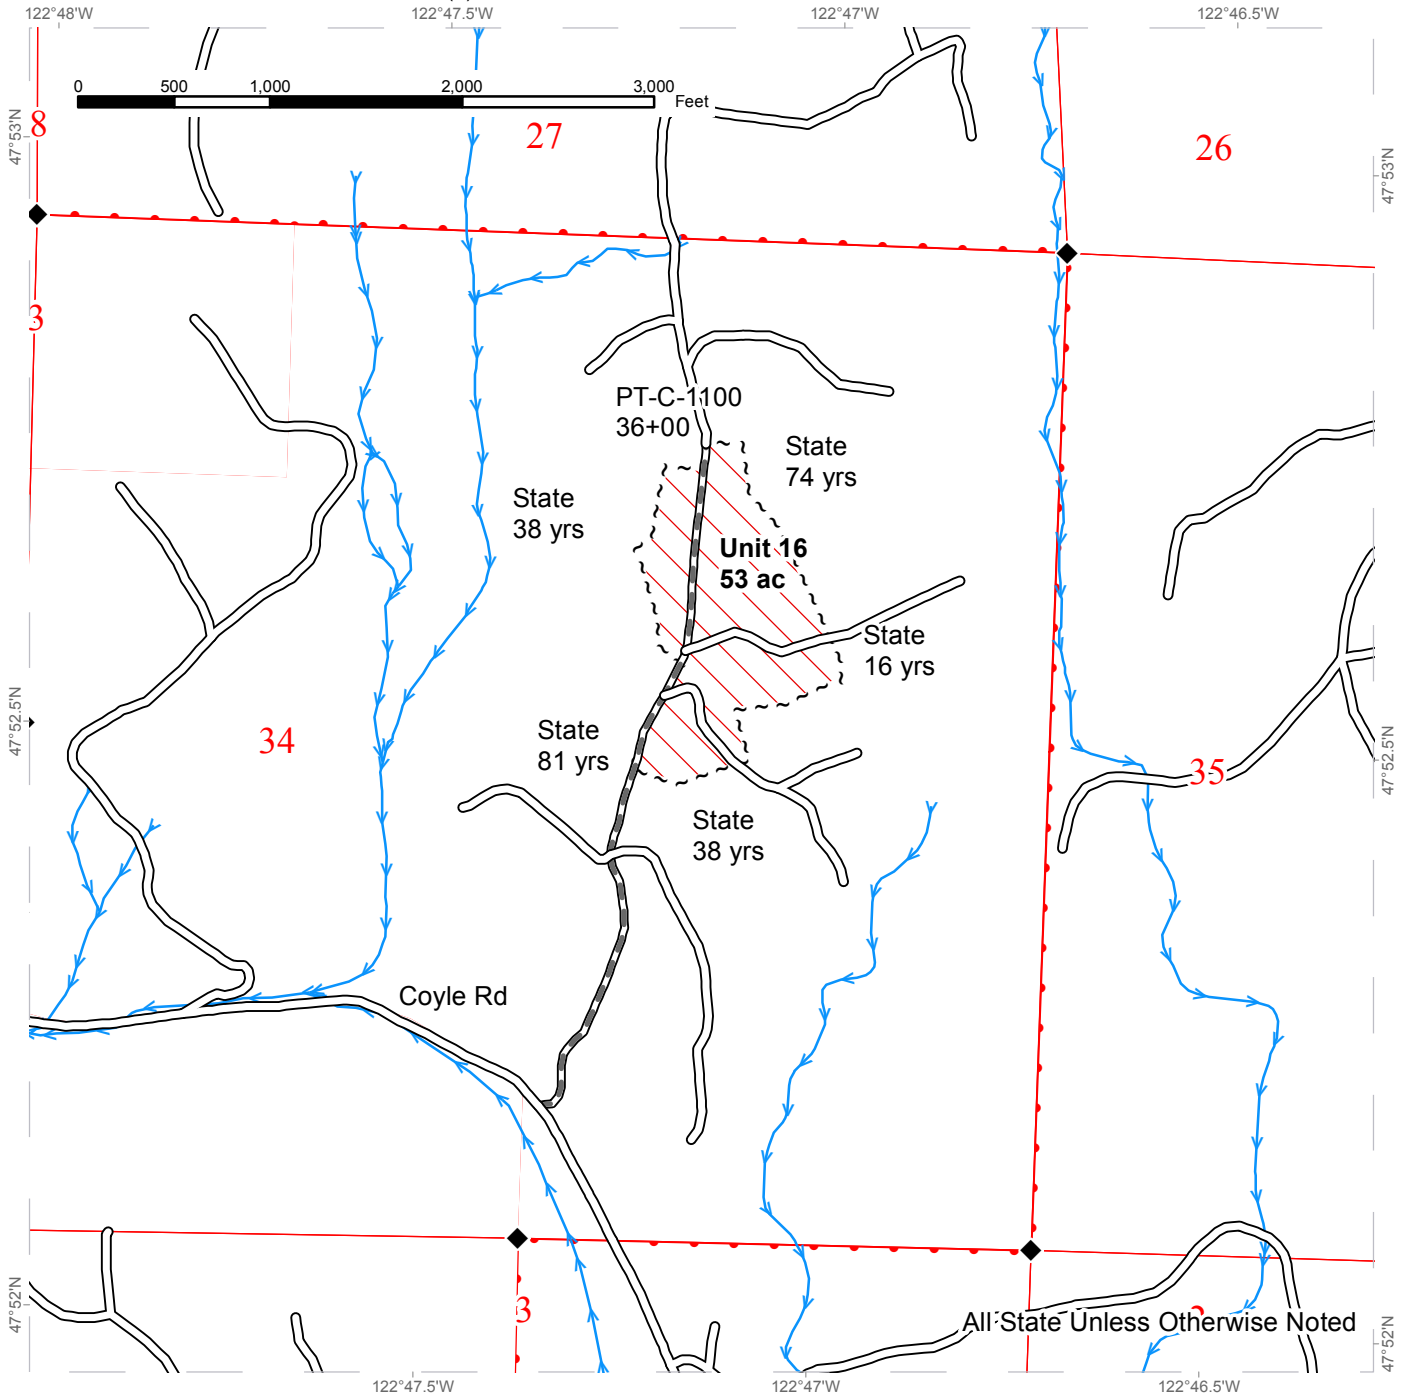 122°48'W
122°47.5'W
122°47'W
122°46.5'W
0 500 1,000 2,000 3,000
Feet
47°53'N
8
27
26
47°53'N
3
PT-C-1100
36+00
State
74 yrs
State
38 yrs
Unit 16
53 ac
State
16 yrs
47°52.5'N
34
State
81 yrs
35
47°52.5'N
State
38 yrs
Coyle Rd
47°52'N
3
All State Unless Otherwise Noted
47°52'N
122°47.5'W
122°47'W
122°46.5'W